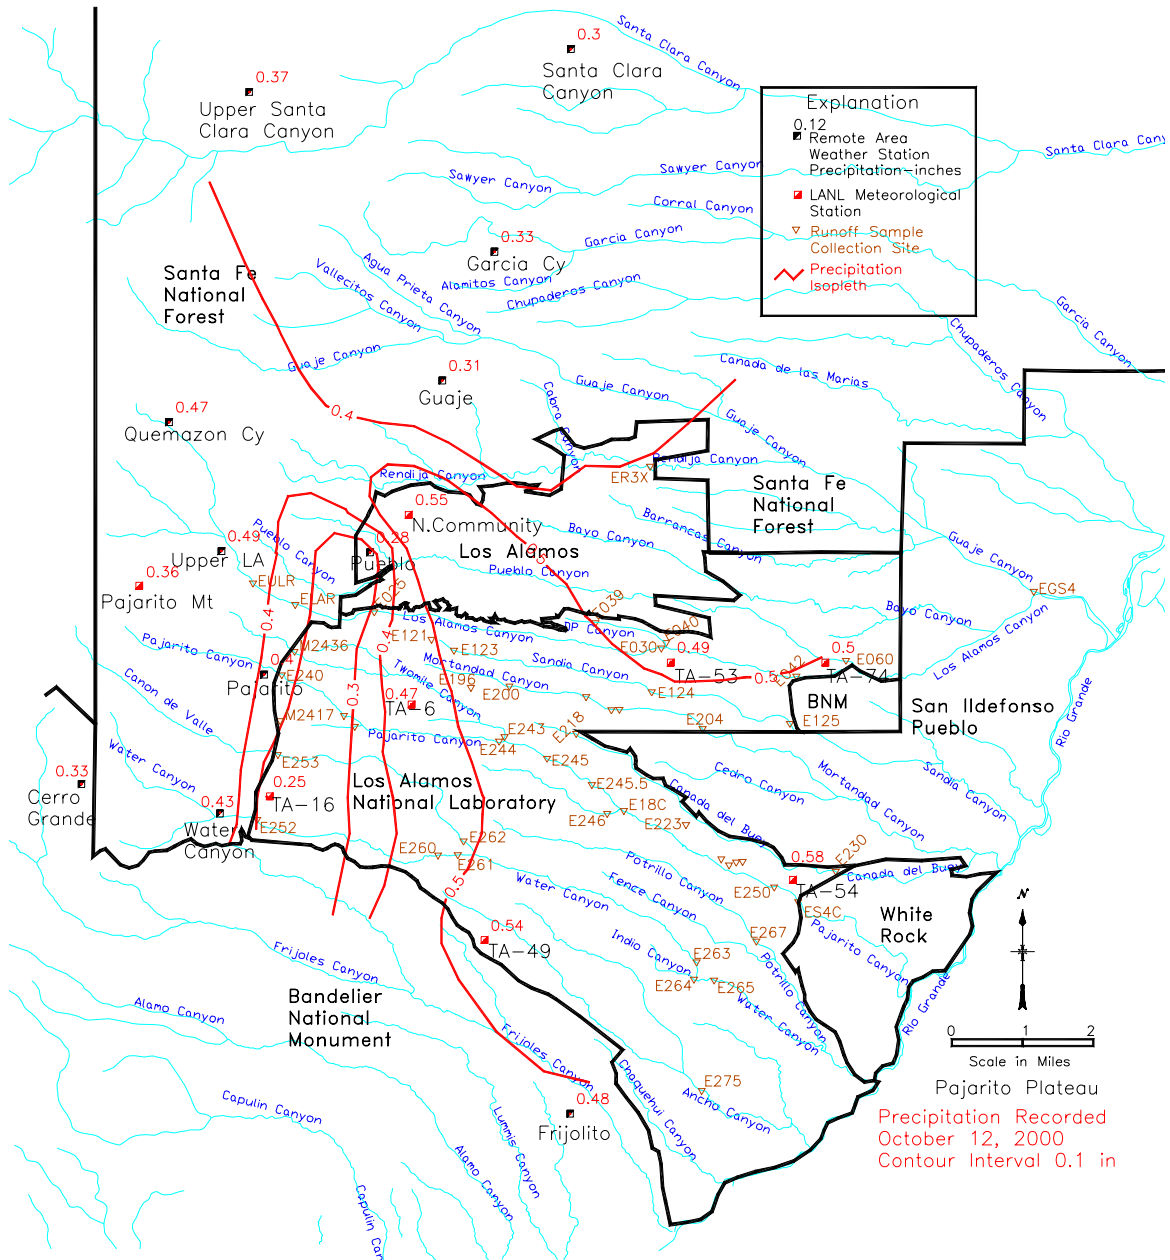 0.3
Santa Clara
Canyon
Santa Clara Canyon
0.37
Upper Santa
Clara Canyon
Explanation
0.12
Remote Area
Weather Station
Precipitation-inches
LANL Meteorological
Station
Runoff Sample
Collection Site
Precipitation
Isopleth
Santa Clara Cany
Sawyer Canyon
Sawyer Canyon
Corral Canyon
Garcia Canyon
0.33
Garcia Cy
Agua Prieta Canyon
Vallecitos Canyon
Alamitos Canyon
Chupaderos Canyon
Santa Fe
National
Forest
Garcia Canyon
Chupaderos Canyon
Guaje Canyon
Canada de las Marias
0.31
Guaje
Guaje Canyon
Cabra Canyon
Guaje Canyon
0.4
0.47
Quemazon Cy
Rendija Canyon
Rendija Canyon
ER3X
Santa Fe
National
Forest
0.55
N.Community
Los Alamos
Bayo Canyon
Barrancas Canyon
Pueblo Canyon
0.5
Guaje Canyon
Pueblo Canyon
0.28
Pueblo
0.49
Upper LA
0.36
Pajarito Mt
EULR
ELAR
E025
EGS4
Bayo Canyon
Los Alamos Canyon
0.4
0.4
Los Alamos Canyon
DP Canyon
E039
E040
E030
E121
E123
M2436
Pajarito Canyon
0.4
Pajarito
E240
Twomile Canyon
Mortandad Canyon
Sandia Canyon
E196
E200
0.49
TA-53
0.5
E042
0.5
TA-74
E060
E124
BNM
San Ildefonso
Pueblo
Rio Grande
Canon de Valle
M2417
0.3
0.47
TA-6
Pajarito Canyon
E243
E244
E218
E204
E125
Water Canyon
E253
E245
Cedro Canyon
Mortandad Canyon
Sandia Canyon
0.33
Cerro
Grande
0.25
TA-16
0.43
Water
Canyon
E252
Los Alamos
National Laboratory
E245.5
E18C
E246
E223
Canada del Buey
E262
E260
E261
0.5
Potrillo Canyon
Fence Canyon
Water Canyon
0.58
TA-54
E230
Canada del Buey
E250
ES4C
White
Rock
Pajarito Canyon
0.54
TA-49
Indio Canyon
E267
E263
E264
E265
Potrillo Canyon
Water Canyon
Rio Grande
N
Frijoles Canyon
Alamo Canyon
Bandelier
National
Monument
Frijoles Canyon
0 1 2
Scale in Miles
Pajarito Plateau
Precipitation Recorded
October 12, 2000
Contour Interval 0.1 in
Chaquehui Canyon
E275
Ancho Canyon
0.48
Frijolito
Capulin Canyon
Lummis Canyon
Alamo Canyon
Capulin Can